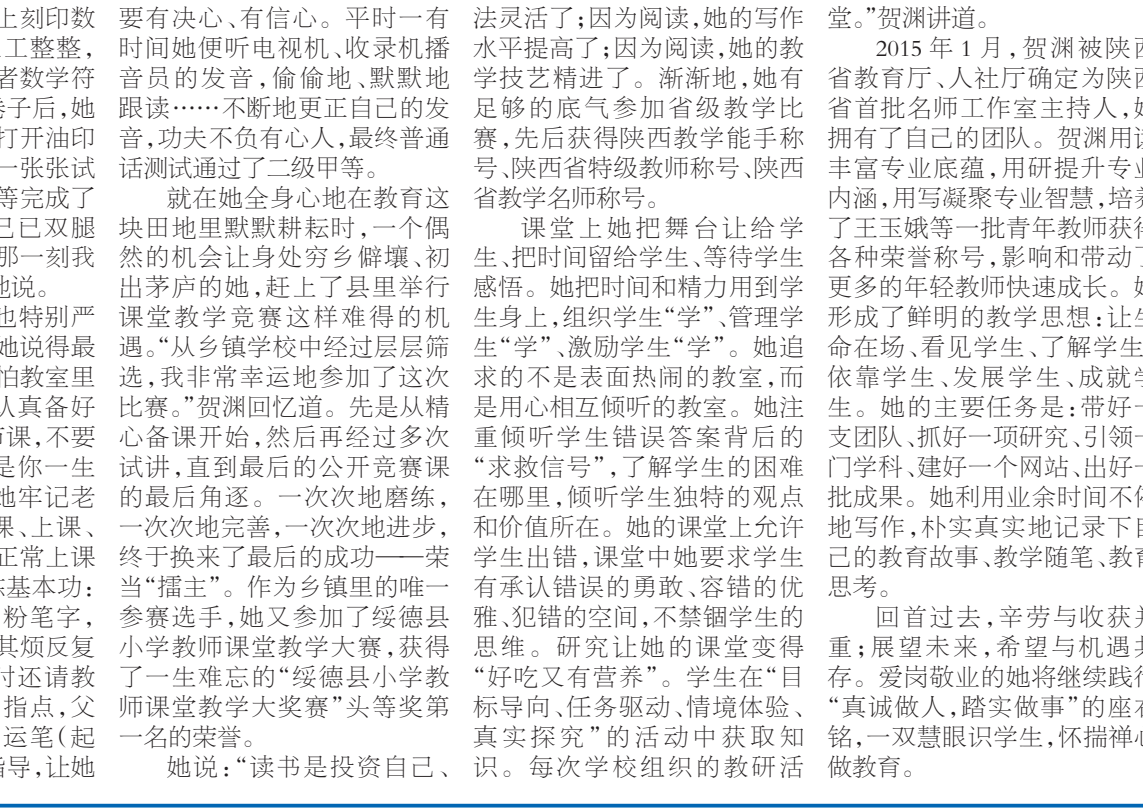 上刻印数
工整整，
者数学符
卷子后，她
打开油印
一张张试
等完成了
已双腿
那一刻我
她说。
也特别严
她说得最
怕教室里
认真备好
节课，不要
是你一生
她牢记老
课、上课、
正常上课
练基本功：
粉笔字，
其烦反复
时还请教
指点，父
运笔（起
指导，让她
要有决心、有信心。平时一有
时间她便听电视机、收录机播
音员的发音，偷偷地、默默地
跟读……不断地更正自己的发
音，功夫不负有心人，最终普通
话测试通过了二级甲等。
就在她全身心地在教育这
块田地里默默耕耘时，一个偶
然的机会让身处穷乡僻壤、初
出茅庐的她，赶上了县里举行
课堂教学竞赛这样难得的机
遇。“从乡镇学校中经过层层筛
选，我非常幸运地参加了这次
比赛。”贺渊回忆道。先是从精
心备课开始，然后再经过多次
试讲，直到最后的公开竞赛课
的最后角逐。一次次地磨练，
一次次地完善，一次次地进步，
终于换来了最后的成功——荣
当“擂主”。作为乡镇里的唯一
参赛选手，她又参加了绥德县
小学教师课堂教学大赛，获得
了一生难忘的“绥德县小学教
师课堂教学大奖赛”头等奖第
一名的荣誉。
她说：“读书是投资自己、
法灵活了；因为阅读，她的写作
水平提高了；因为阅读，她的教
学技艺精进了。渐渐地，她有
足够的底气参加省级教学比
赛，先后获得陕西教学能手称
号、陕西省特级教师称号、陕西
省教学名师称号。
课堂上她把舞台让给学
生、把时间留给学生、等待学生
感悟。她把时间和精力用到学
生身上，组织学生“学”、管理学
生“学”、激励学生“学”。她追
求的不是表面热闹的教室，而
是用心相互倾听的教室。她注
重倾听学生错误答案背后的
“求救信号”，了解学生的困难
在哪里，倾听学生独特的观点
和价值所在。她的课堂上允许
学生出错，课堂中她要求学生
有承认错误的勇敢、容错的优
雅、犯错的空间，不禁锢学生的
思维。研究让她的课堂变得
“好吃又有营养”。学生在“目
标导向、任务驱动、情境体验、
真实探究”的活动中获取知
识。每次学校组织的教研活
堂。”贺渊讲道。
2015年1月，贺渊被陕西
省教育厅、人社厅确定为陕西
省首批名师工作室主持人，她
拥有了自己的团队。贺渊用读
丰富专业底蕴，用研提升专业
内涵，用写凝聚专业智慧，培养
了王玉娥等一批青年教师获得
各种荣誉称号，影响和带动了
更多的年轻教师快速成长。她
形成了鲜明的教学思想：让生
命在场、看见学生、了解学生、
依靠学生、发展学生、成就学
生。她的主要任务是：带好一
支团队、抓好一项研究、引领一
门学科、建好一个网站、出好一
批成果。她利用业余时间不停
地写作，朴实真实地记录下自
己的教育故事、教学随笔、教育
思考。
回首过去，辛劳与收获并
重；展望未来，希望与机遇共
存。爱岗敬业的她将继续践行
“真诚做人，踏实做事”的座右
铭，一双慧眼识学生，怀揣禅心
做教育。